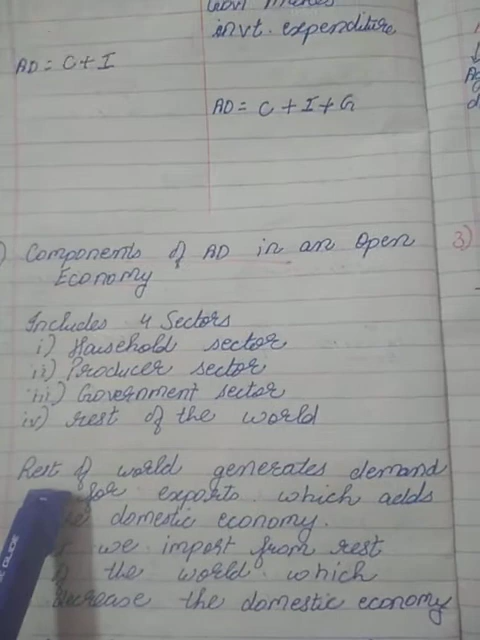 invt. expenditure
AD = C + I
AD = C + I + G
Components of AD in an Open
Economy
3)
Includes 4 Sectors
i) Household sector
ii) Producer sector
iii) Government sector
iv) rest of the world
Rest of world generates demand
for exports which adds
domestic economy.
we import from rest
the world which
decrease the domestic economy